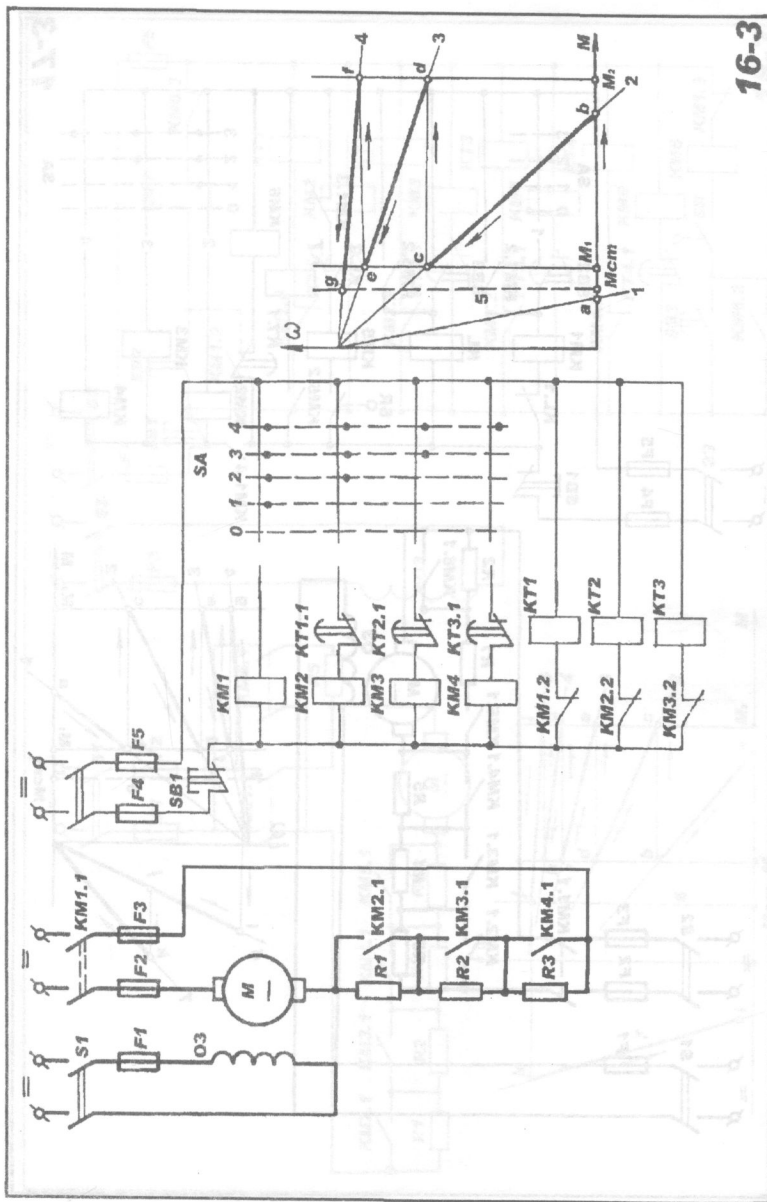 16-3
= = =
S1 KM1.1
F1 F2 F3 F4 F5
ОЗ
M
SB1
R1 KM2.1
R2 KM3.1
R3 KM4.1
SA
0 1 2 3 4
KM1
KM2 KT1.1
KM3 KT2.1
KM4 KT3.1
KM1.2 KT1
KM2.2 KT2
KM3.2 KT3
ω
g f 4
e d 3
c
5
a b
Mcm M₁ M₂ M
1 2